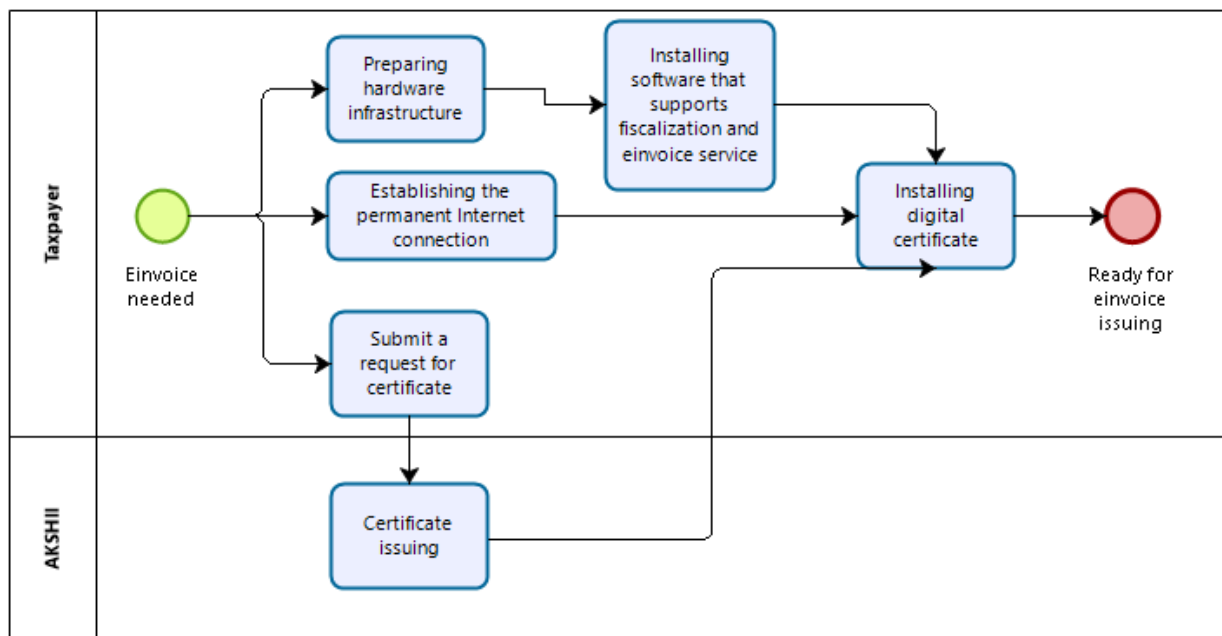 Taxpayer
Einvoice
needed
Preparing
hardware
infrastructure
Installing
software that
supports
fiscalization and
einvoice service
Establishing the
permanent Internet
connection
Submit a
request for
certificate
Installing
digital
certificate
Ready for
einvoice
issuing
AKSHII
Certificate
issuing